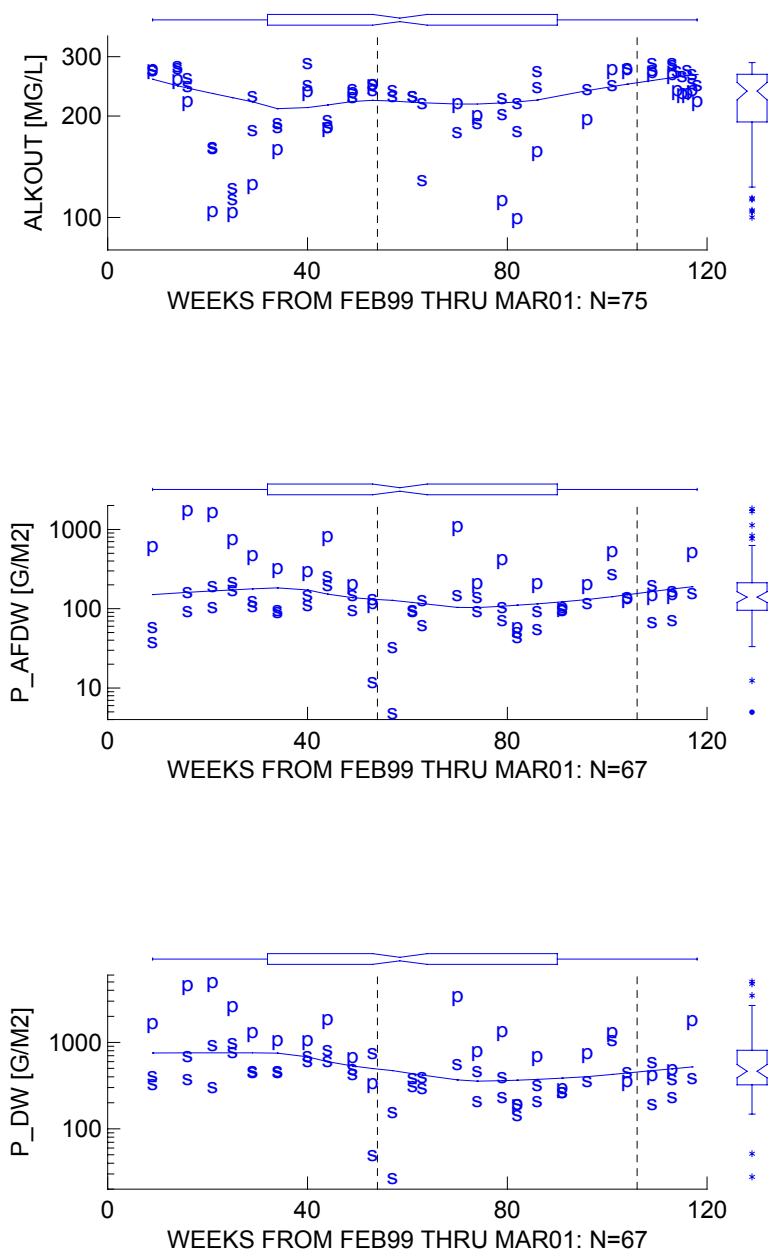 300
200
100
ALKOUT [MG/L]
0 40 80 120
WEEKS FROM FEB99 THRU MAR01: N=75
1000
100
10
P_AFDW [G/M2]
0 40 80 120
WEEKS FROM FEB99 THRU MAR01: N=67
1000
100
P_DW [G/M2]
0 40 80 120
WEEKS FROM FEB99 THRU MAR01: N=67